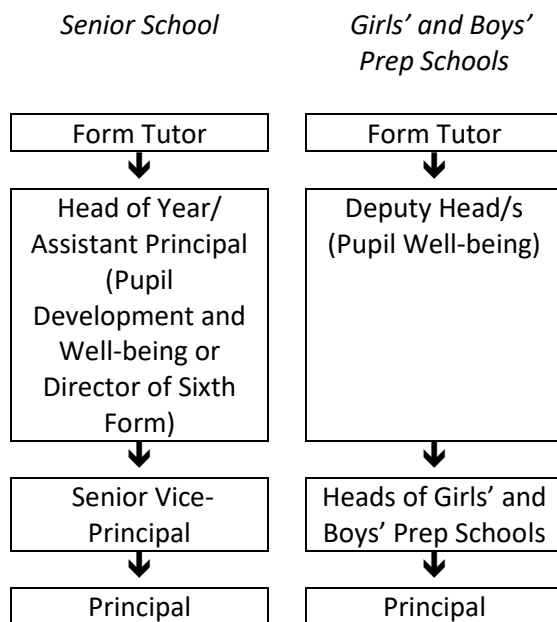 Senior School
Form Tutor
Head of Year/
Assistant Principal
(Pupil
Development and
Well-being or
Director of Sixth
Form)
Senior Vice-
Principal
Principal
Girls’ and Boys’
Prep Schools
Form Tutor
Deputy Head/s
(Pupil Well-being)
Heads of Girls’ and
Boys’ Prep Schools
Principal